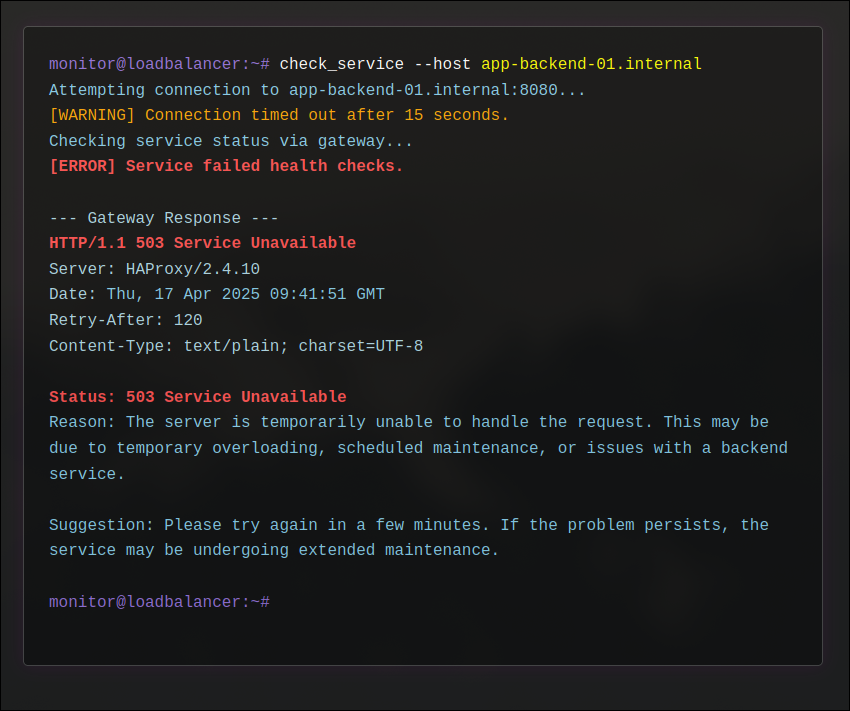 monitor@loadbalancer:~# check_service --host app-backend-01.internal
Attempting connection to app-backend-01.internal:8080...
[WARNING] Connection timed out after 15 seconds.
Checking service status via gateway...
[ERROR] Service failed health checks.
--- Gateway Response ---
HTTP/1.1 503 Service Unavailable
Server: HAProxy/2.4.10
Date: Thu, 17 Apr 2025 09:41:51 GMT
Retry-After: 120
Content-Type: text/plain; charset=UTF-8
Status: 503 Service Unavailable
Reason: The server is temporarily unable to handle the request. This may be
due to temporary overloading, scheduled maintenance, or issues with a backend
service.
Suggestion: Please try again in a few minutes. If the problem persists, the
service may be undergoing extended maintenance.
monitor@loadbalancer:~#